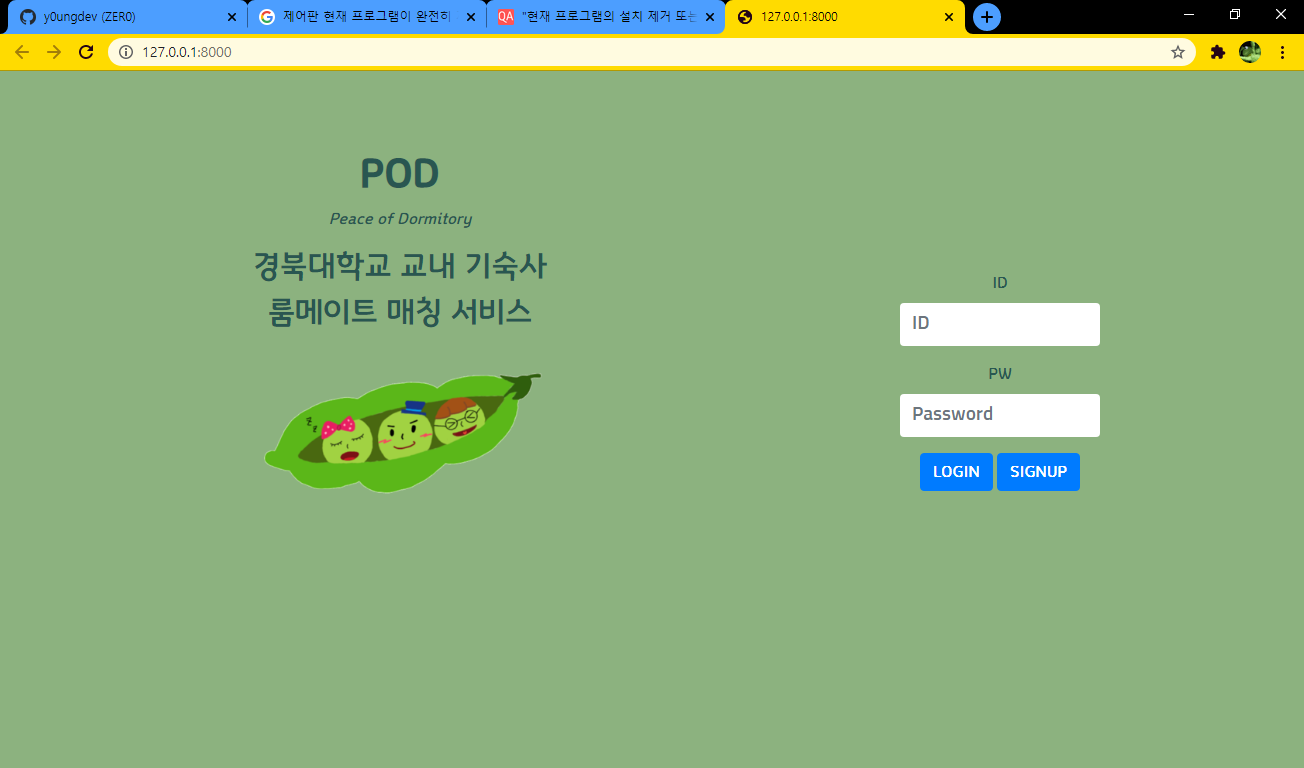 y0ungdev (ZER0)
제어판 현재 프로그램이 완전히
"현재 프로그램의 설치 제거 또는
127.0.0.1:8000
127.0.0.1:8000
POD
Peace of Dormitory
경북대학교 교내 기숙사
룸메이트 매칭 서비스
ID
ID
PW
Password
LOGIN SIGNUP